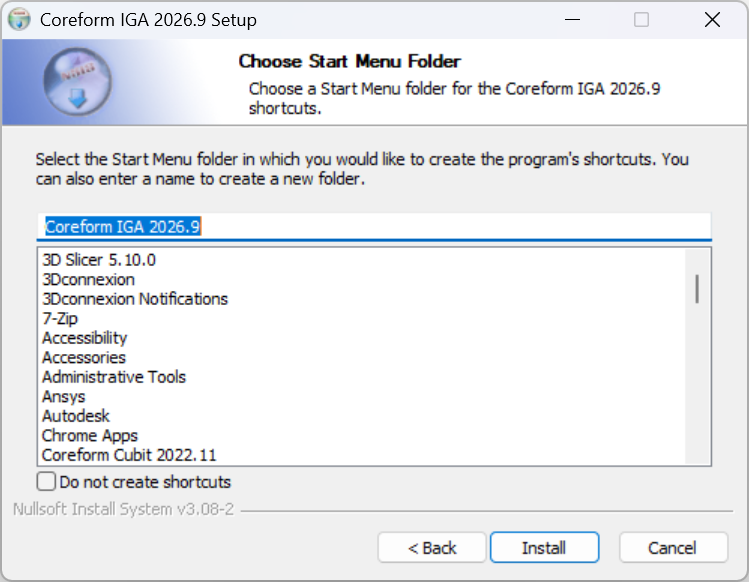 Coreform IGA 2026.9 Setup
Choose Start Menu Folder
Choose a Start Menu folder for the Coreform IGA 2026.9
shortcuts.
Select the Start Menu folder in which you would like to create the program's shortcuts. You
can also enter a name to create a new folder.
Coreform IGA 2026.9
3D Slicer 5.10.0
3Dconnexion
3Dconnexion Notifications
7-Zip
Accessibility
Accessories
Administrative Tools
Ansys
Autodesk
Chrome Apps
Coreform Cubit 2022.11
Do not create shortcuts
Nullsoft Install System v3.08-2
< Back
Install
Cancel